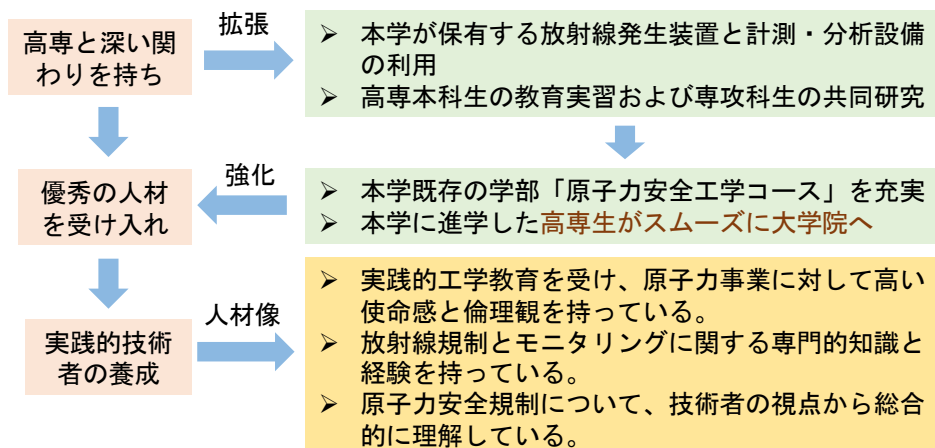 高専と深い関
わりを持ち
拡張
➢ 本学が保有する放射線発生装置と計測・分析設備
の利用
➢ 高専本科生の教育実習および専攻科生の共同研究
優秀の人材
を受け入れ
強化
➢ 本学既存の学部「原子力安全工学コース」を充実
➢ 本学に進学した高専生がスムーズに大学院へ
実践的技術
者の養成
人材像
➢ 実践的工学教育を受け、原子力事業に対して高い
使命感と倫理観を持っている。
➢ 放射線規制とモニタリングに関する専門的知識と
経験を持っている。
➢ 原子力安全規制について、技術者の視点から総合
的に理解している。